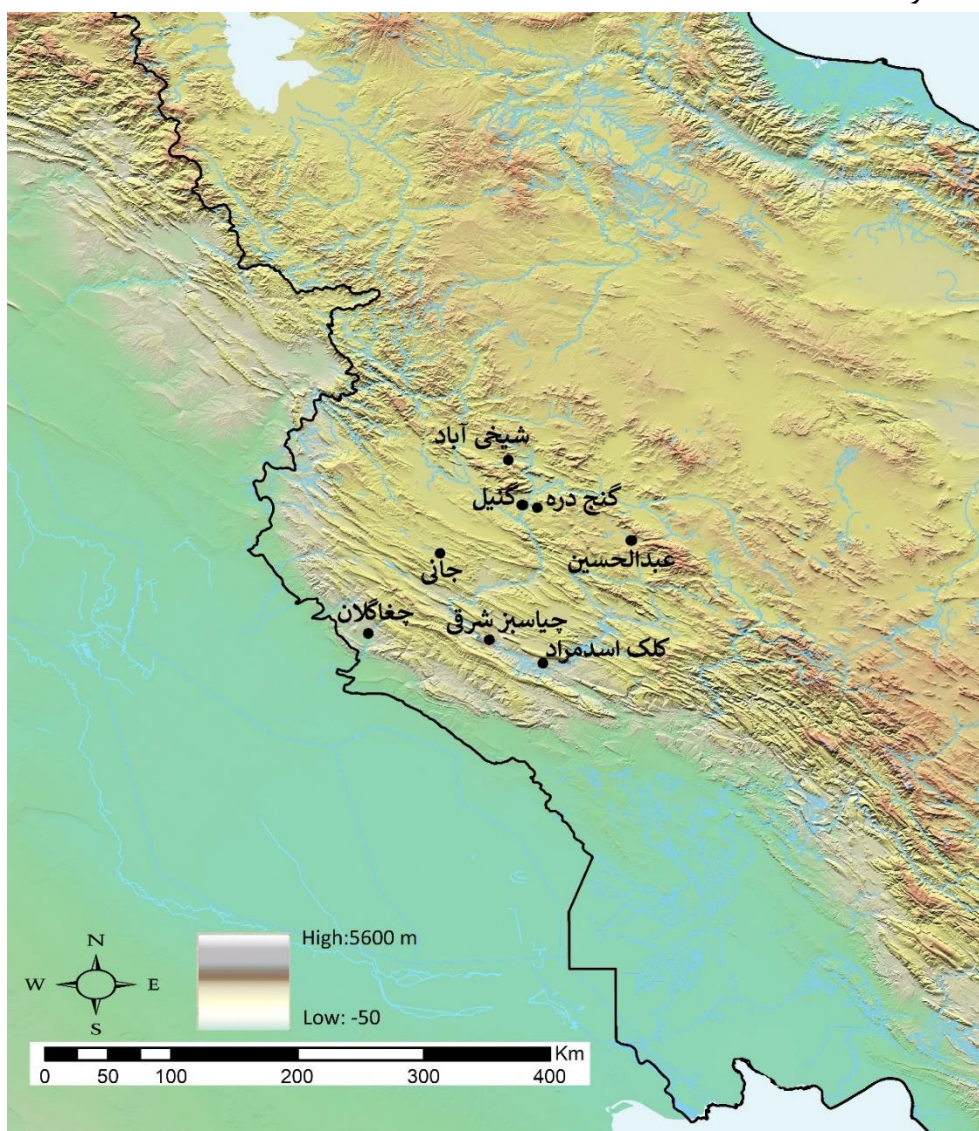 شیخی آباد
گنج دره
گنیل
عبدالحسین
جانی
چیاسبز شرقی
چغاگلان
کلک اسدمراد
N
W E
S
High:5600 m
Low: -50
Km
0 50 100 200 300 400